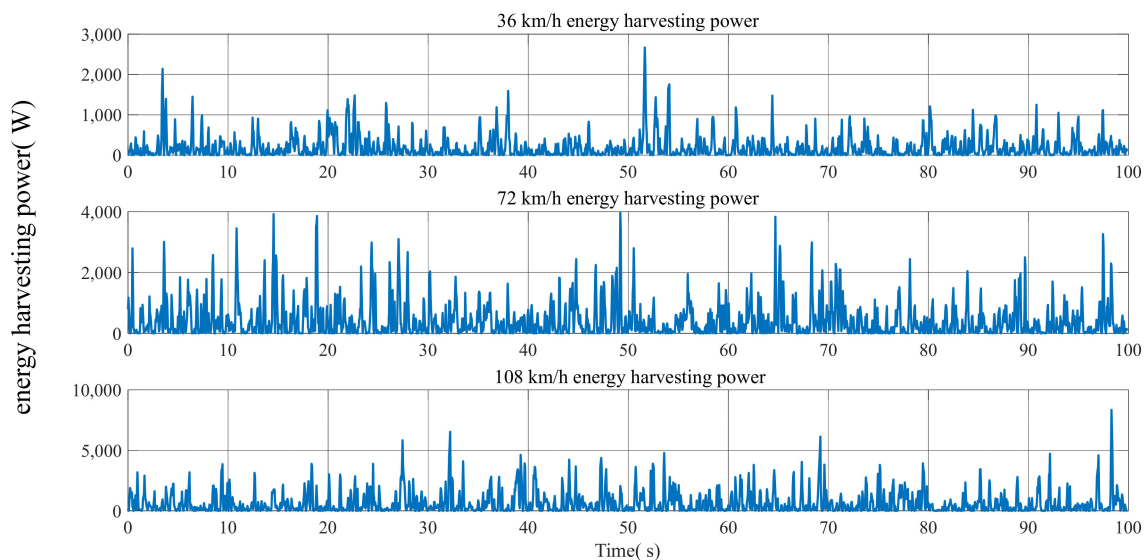 36 km/h energy harvesting power
3,000
2,000
1,000
0
0 10 20 30 40 50 60 70 80 90 100
72 km/h energy harvesting power
4,000
2,000
0
0 10 20 30 40 50 60 70 80 90 100
108 km/h energy harvesting power
10,000
5,000
0
0 10 20 30 40 50 60 70 80 90 100
Time( s)
energy harvesting power( W)